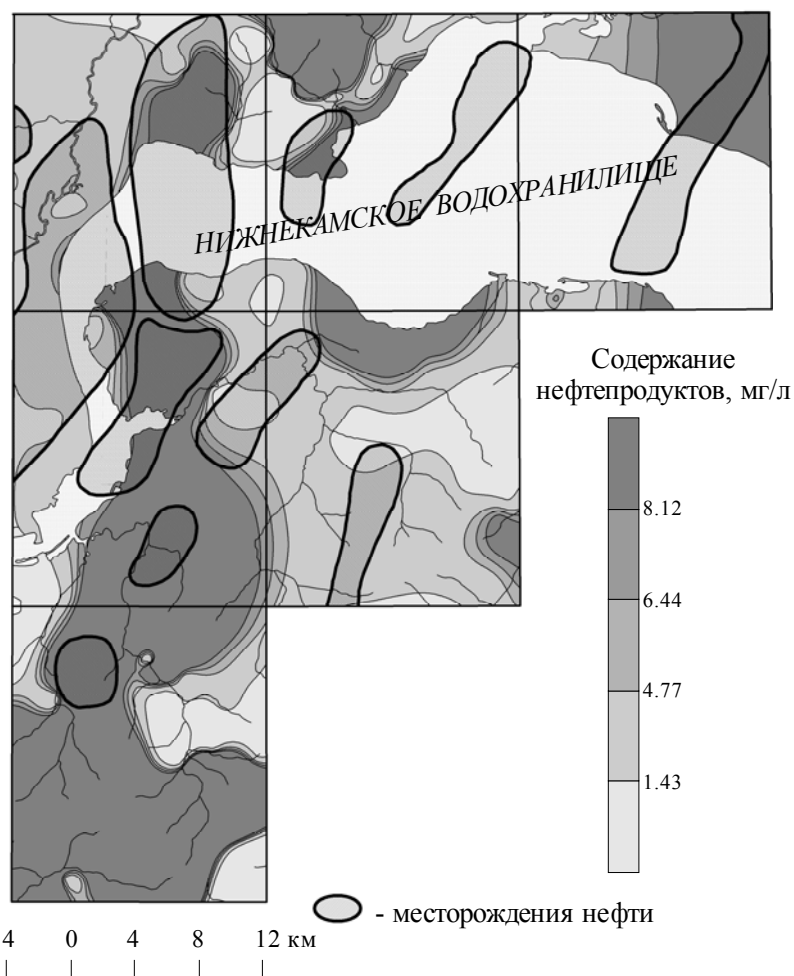 НИЖНЕКАМСКОЕ ВОДОХРАНИЛИЩЕ
Содержание
нефтепродуктов, мг/л
8.12
6.44
4.77
1.43
- месторождения нефти
4 0 4 8 12 км